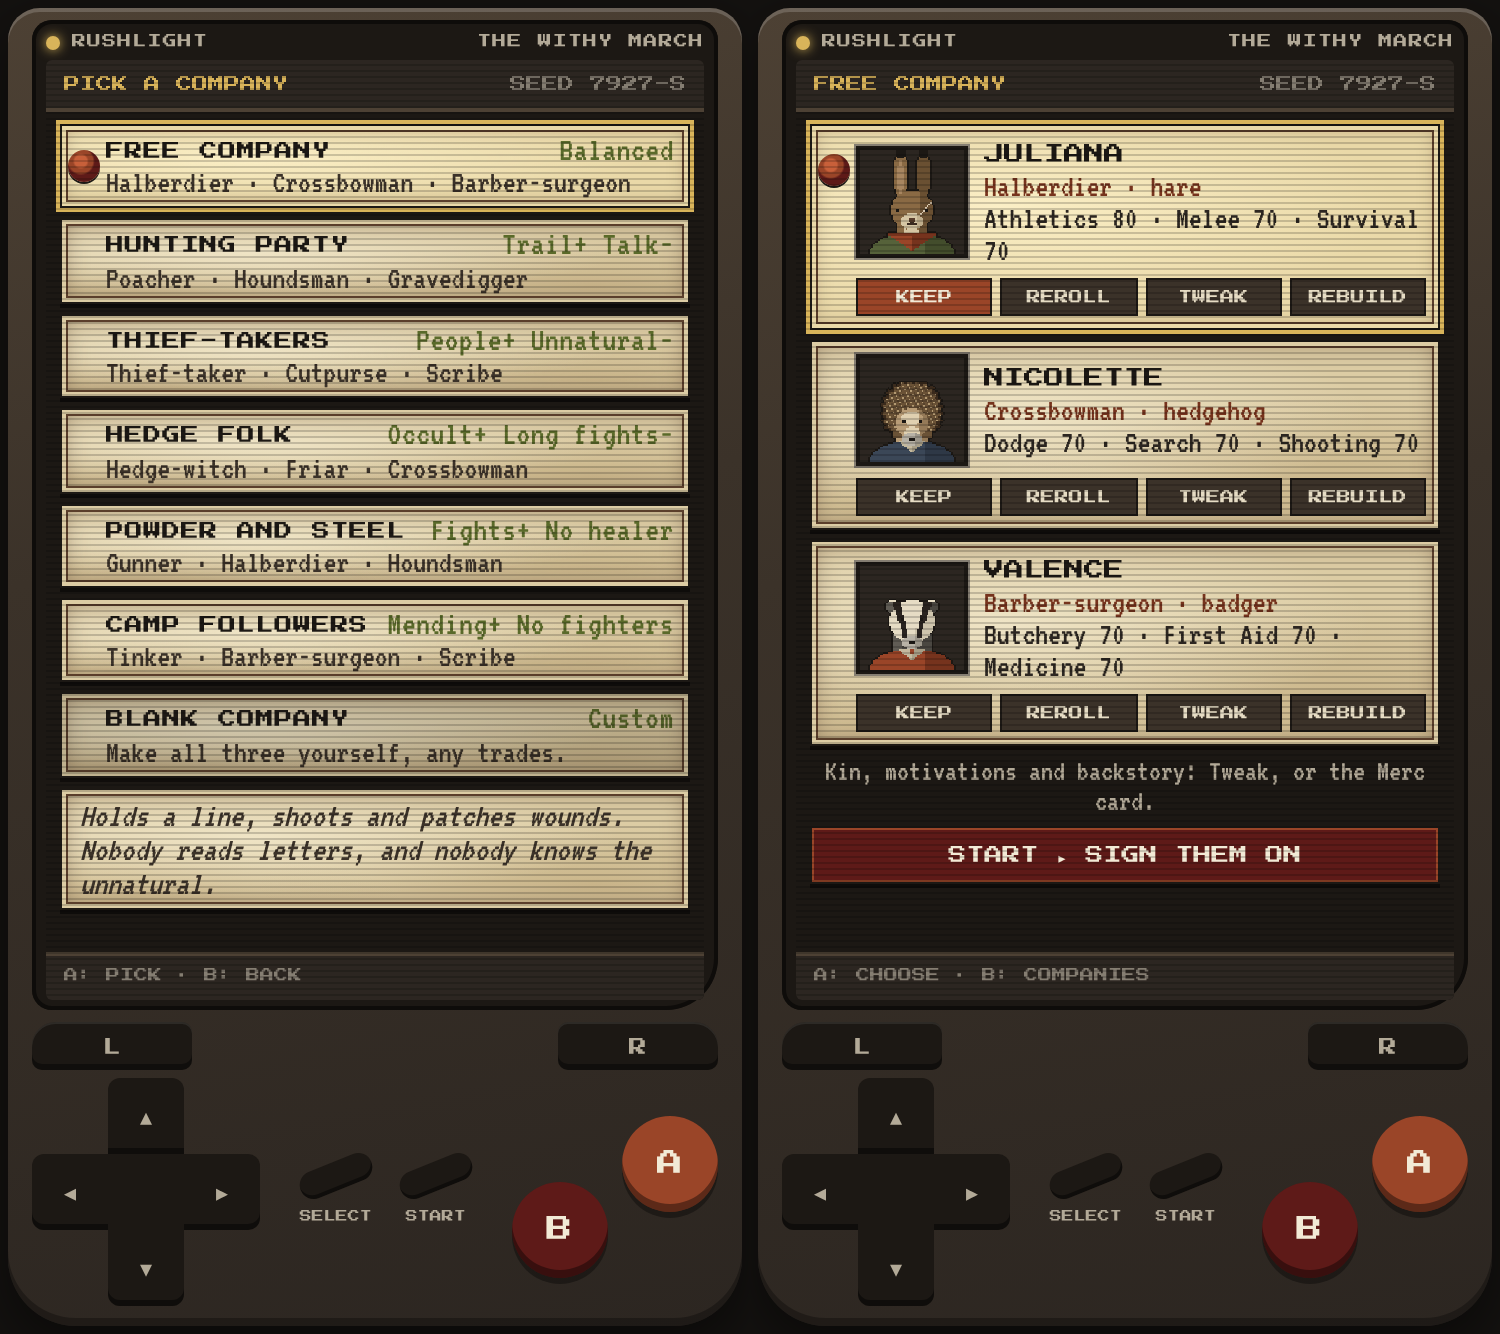 RUSHLIGHT THE WITHY MARCH
PICK A COMPANY SEED 7927-S
FREE COMPANY Balanced
Halberdier · Crossbowman · Barber-surgeon
HUNTING PARTY Trail+ Talk-
Poacher · Houndsman · Gravedigger
THIEF-TAKERS People+ Unnatural-
Thief-taker · Cutpurse · Scribe
HEDGE FOLK Occult+ Long fights-
Hedge-witch · Friar · Crossbowman
POWDER AND STEEL Fights+ No healer
Gunner · Halberdier · Houndsman
CAMP FOLLOWERS Mending+ No fighters
Tinker · Barber-surgeon · Scribe
BLANK COMPANY Custom
Make all three yourself, any trades.
Holds a line, shoots and patches wounds.
Nobody reads letters, and nobody knows the
unnatural.
A: PICK · B: BACK
L R
▲
◀ ▶
▼
SELECT START
A
B
RUSHLIGHT THE WITHY MARCH
FREE COMPANY SEED 7927-S
JULIANA
Halberdier · hare
Athletics 80 · Melee 70 · Survival
70
KEEP REROLL TWEAK REBUILD
NICOLETTE
Crossbowman · hedgehog
Dodge 70 · Search 70 · Shooting 70
KEEP REROLL TWEAK REBUILD
VALENCE
Barber-surgeon · badger
Butchery 70 · First Aid 70 ·
Medicine 70
KEEP REROLL TWEAK REBUILD
Kin, motivations and backstory: Tweak, or the Merc
card.
START ▸ SIGN THEM ON
A: CHOOSE · B: COMPANIES
L R
▲
◀ ▶
▼
SELECT START
A
B